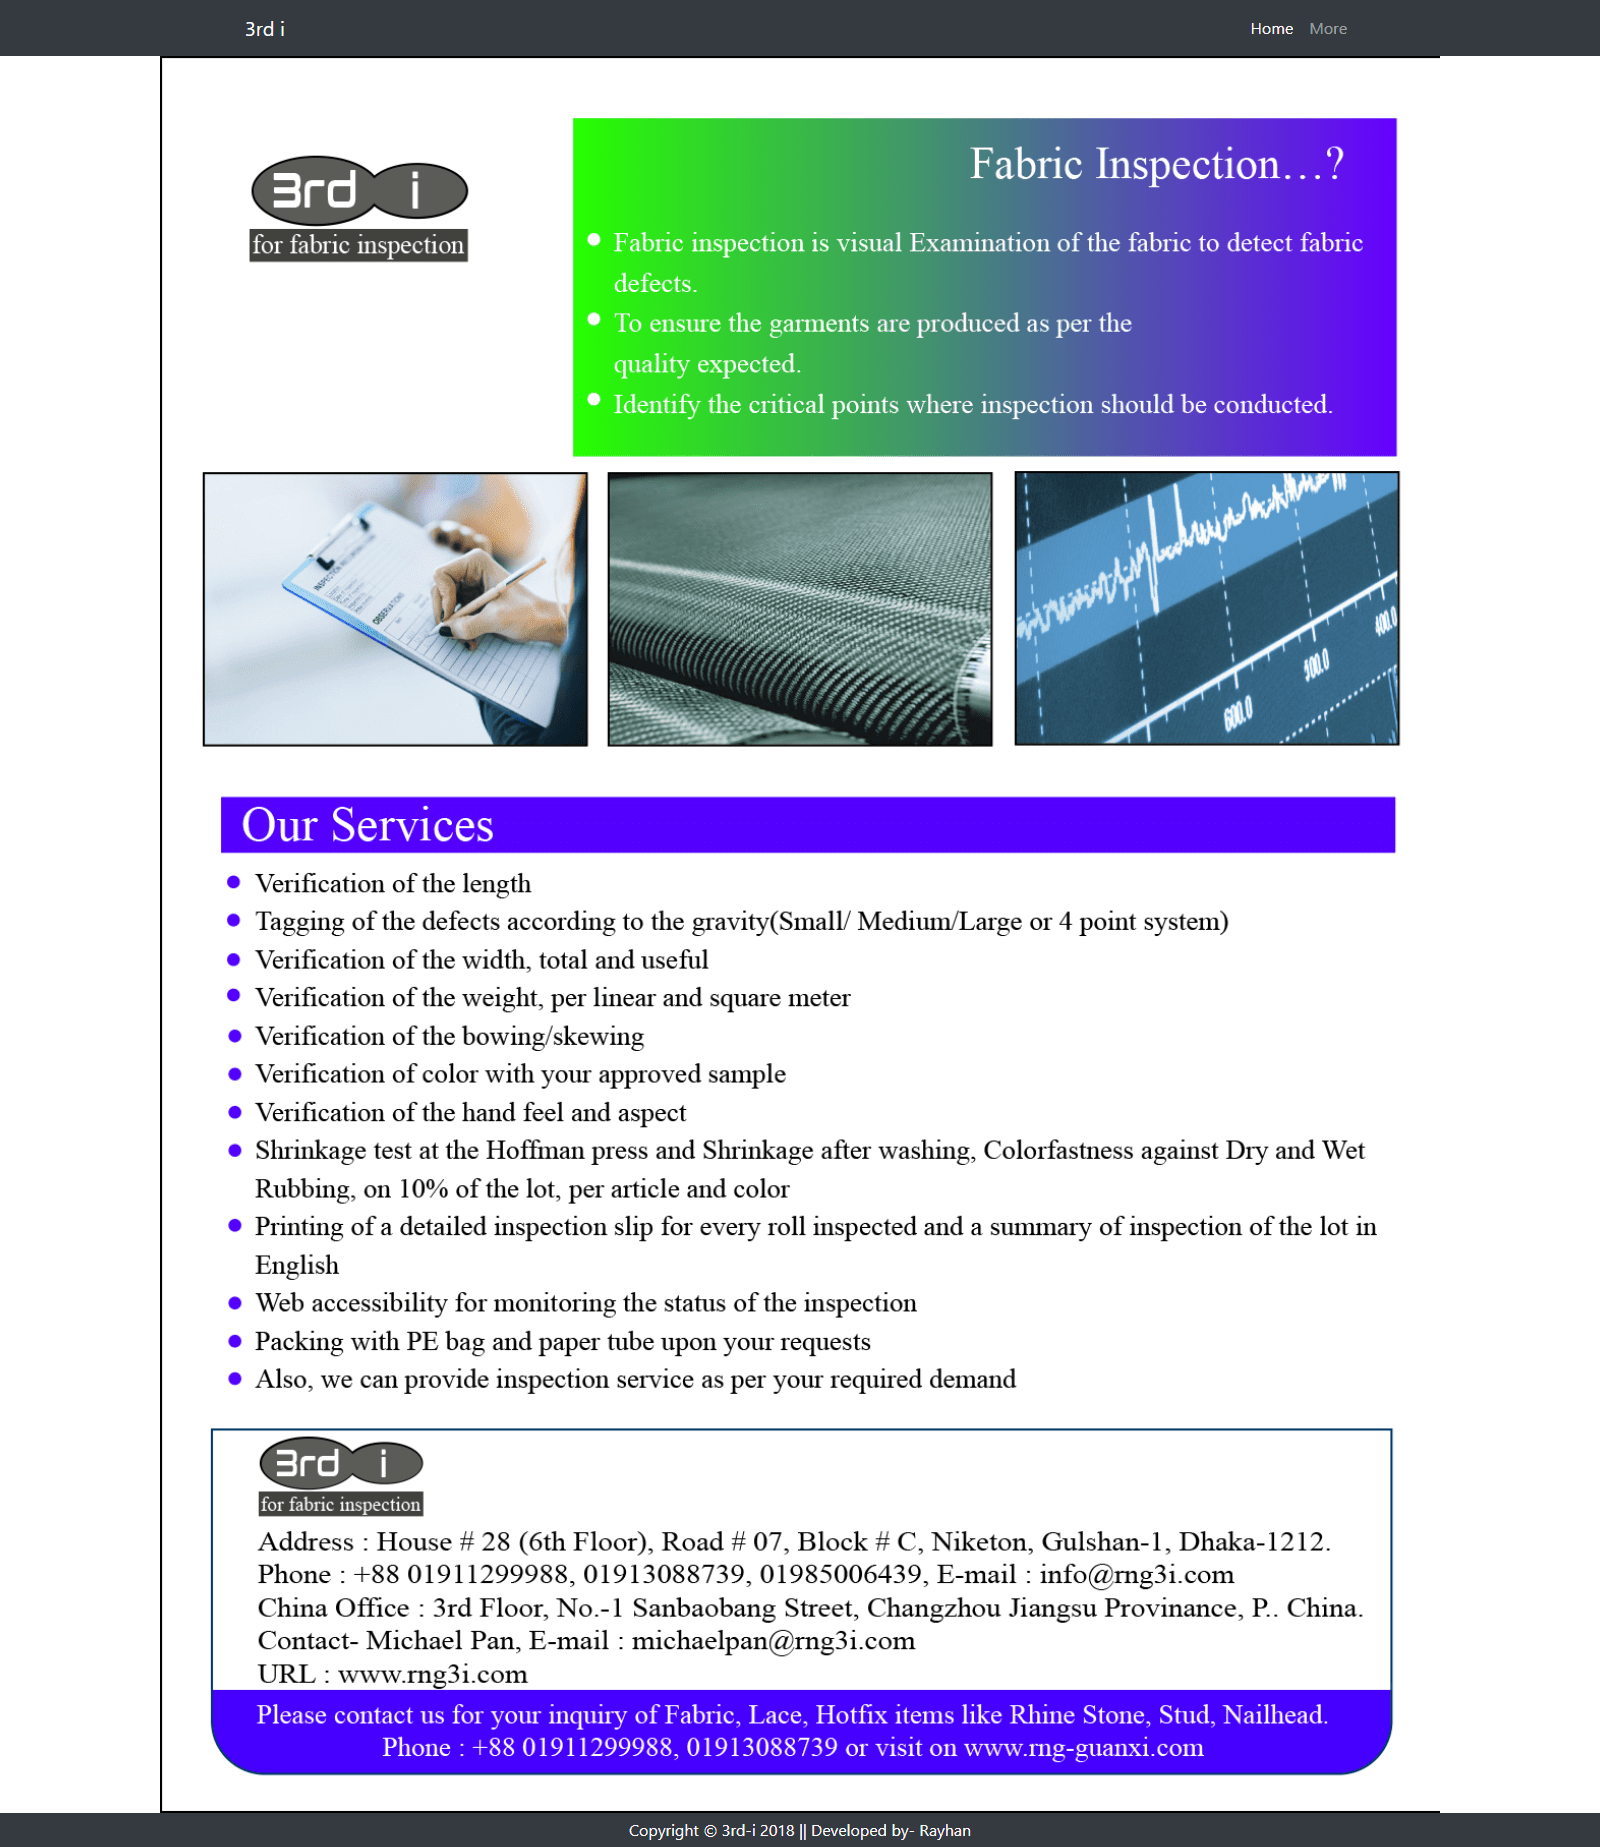 3rd i
Home More
3rd i
for fabric inspection
Fabric Inspection...?
Fabric inspection is visual Examination of the fabric to detect fabric
defects.
To ensure the garments are produced as per the
quality expected.
Identify the critical points where inspection should be conducted.
OBSERVATIONS
600.0
500.0
400.0
Our Services
Verification of the length
Tagging of the defects according to the gravity(Small/ Medium/Large or 4 point system)
Verification of the width, total and useful
Verification of the weight, per linear and square meter
Verification of the bowing/skewing
Verification of color with your approved sample
Verification of the hand feel and aspect
Shrinkage test at the Hoffman press and Shrinkage after washing, Colorfastness against Dry and Wet
Rubbing, on 10% of the lot, per article and color
Printing of a detailed inspection slip for every roll inspected and a summary of inspection of the lot in
English
Web accessibility for monitoring the status of the inspection
Packing with PE bag and paper tube upon your requests
Also, we can provide inspection service as per your required demand
3rd i
for fabric inspection
Address : House # 28 (6th Floor), Road # 07, Block # C, Niketon, Gulshan-1, Dhaka-1212.
Phone : +88 01911299988, 01913088739, 01985006439, E-mail : info@rng3i.com
China Office : 3rd Floor, No.-1 Sanbaobang Street, Changzhou Jiangsu Provinance, P.. China.
Contact- Michael Pan, E-mail : michaelpan@rng3i.com
URL : www.rng3i.com
Please contact us for your inquiry of Fabric, Lace, Hotfix items like Rhine Stone, Stud, Nailhead.
Phone : +88 01911299988, 01913088739 or visit on www.rng-guanxi.com
Copyright © 3rd-i 2018 || Developed by- Rayhan